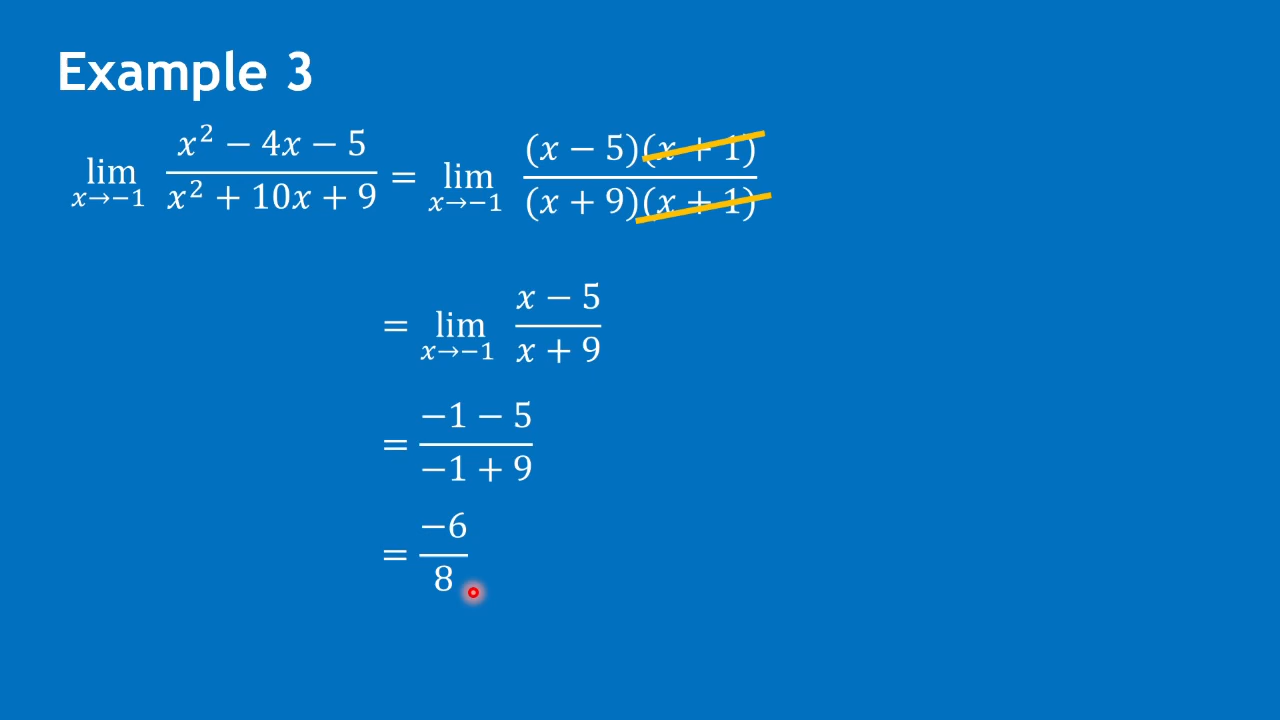 Example 3
lim x→−1 (x² − 4x − 5)/(x² + 10x + 9) = lim x→−1 ((x − 5)(x + 1))/((x + 9)(x + 1))
= lim x→−1 (x − 5)/(x + 9)
= (−1 − 5)/(−1 + 9)
= −6/8